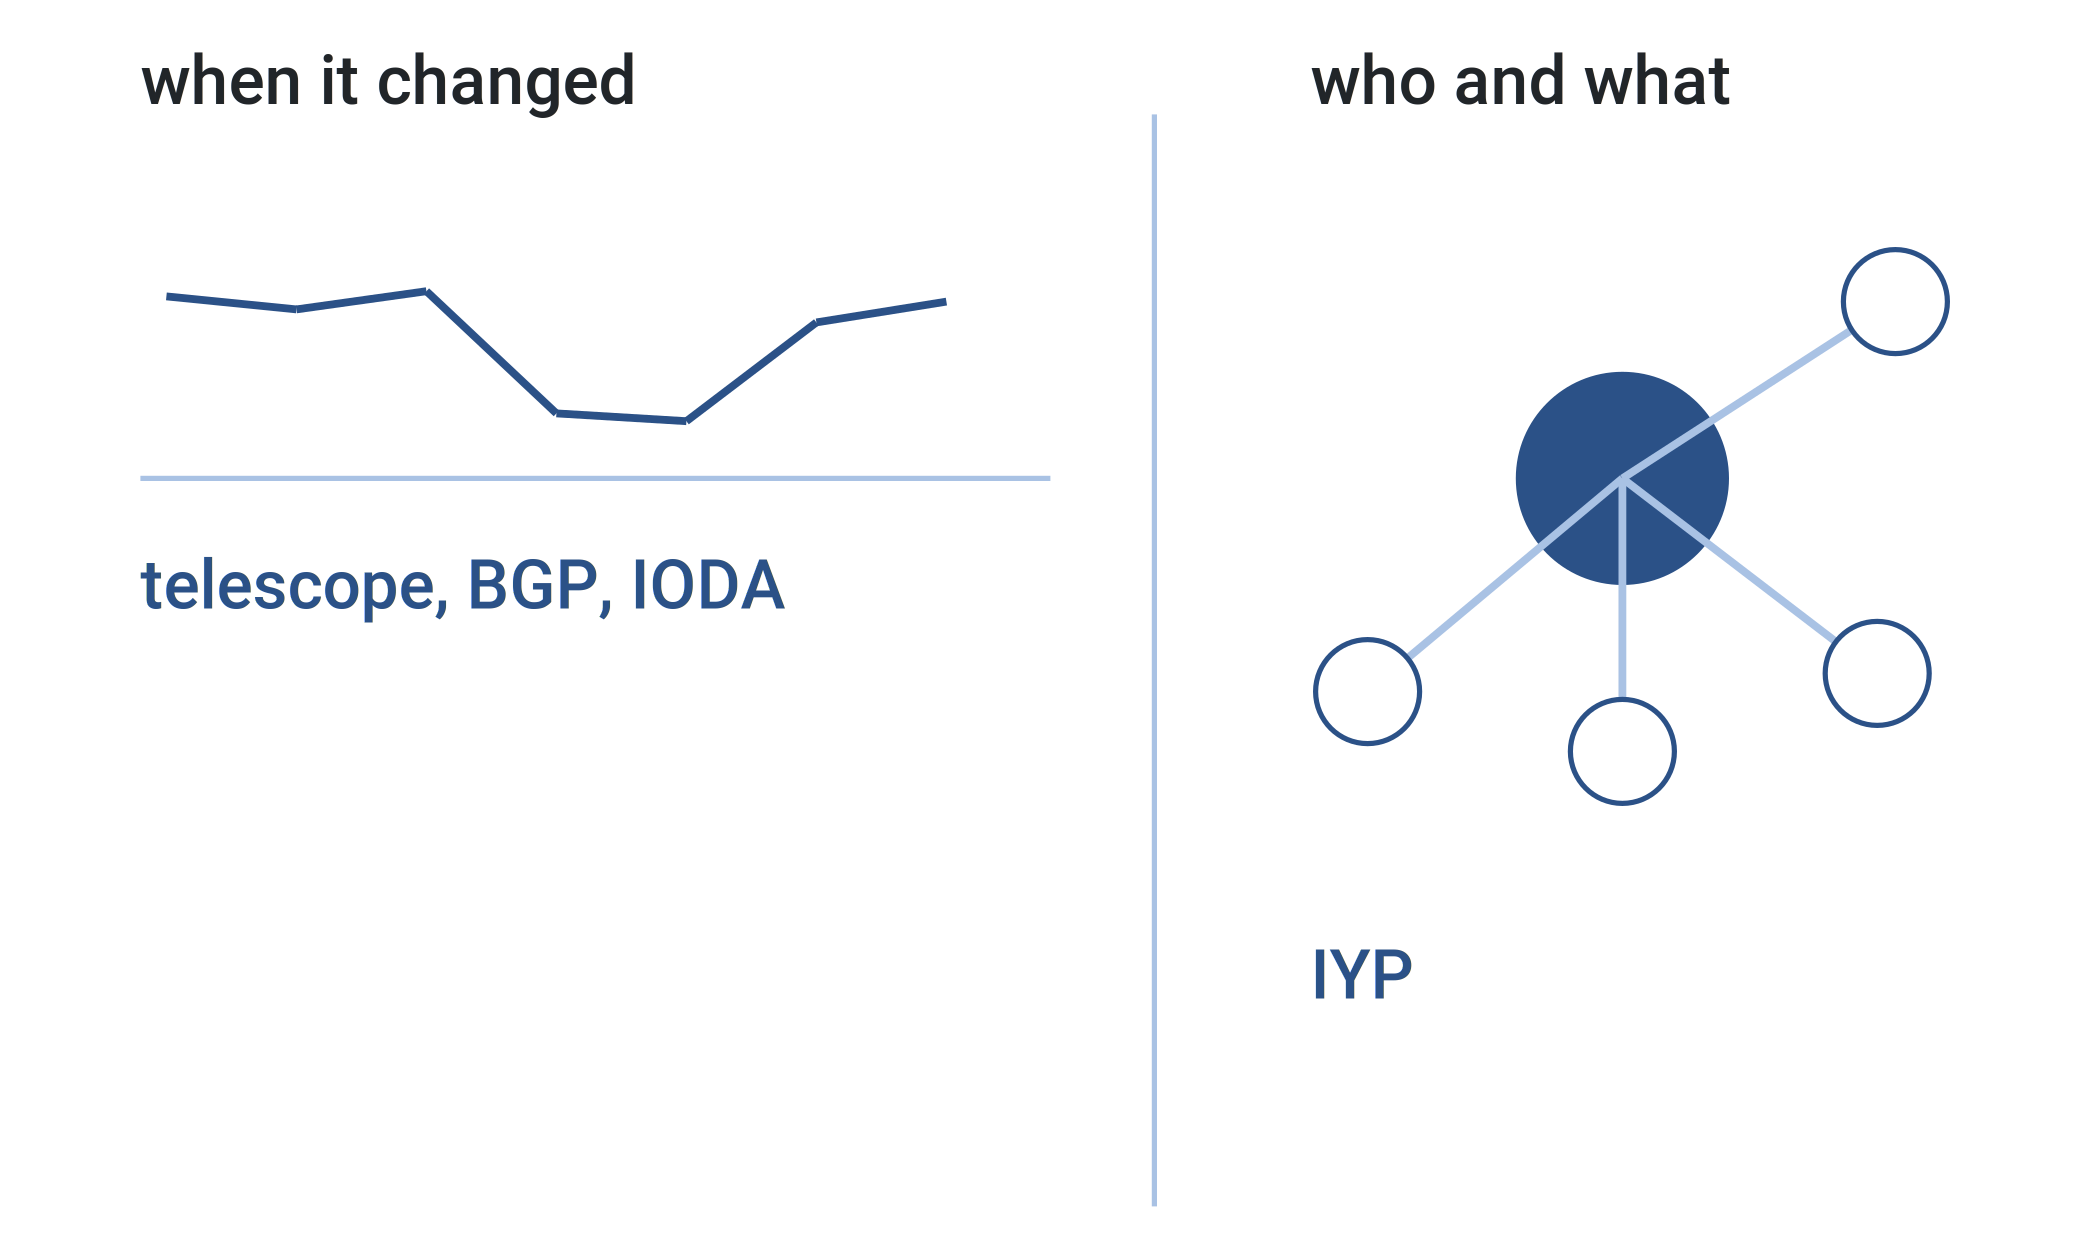 when it changed
telescope, BGP, IODA
who and what
IYP